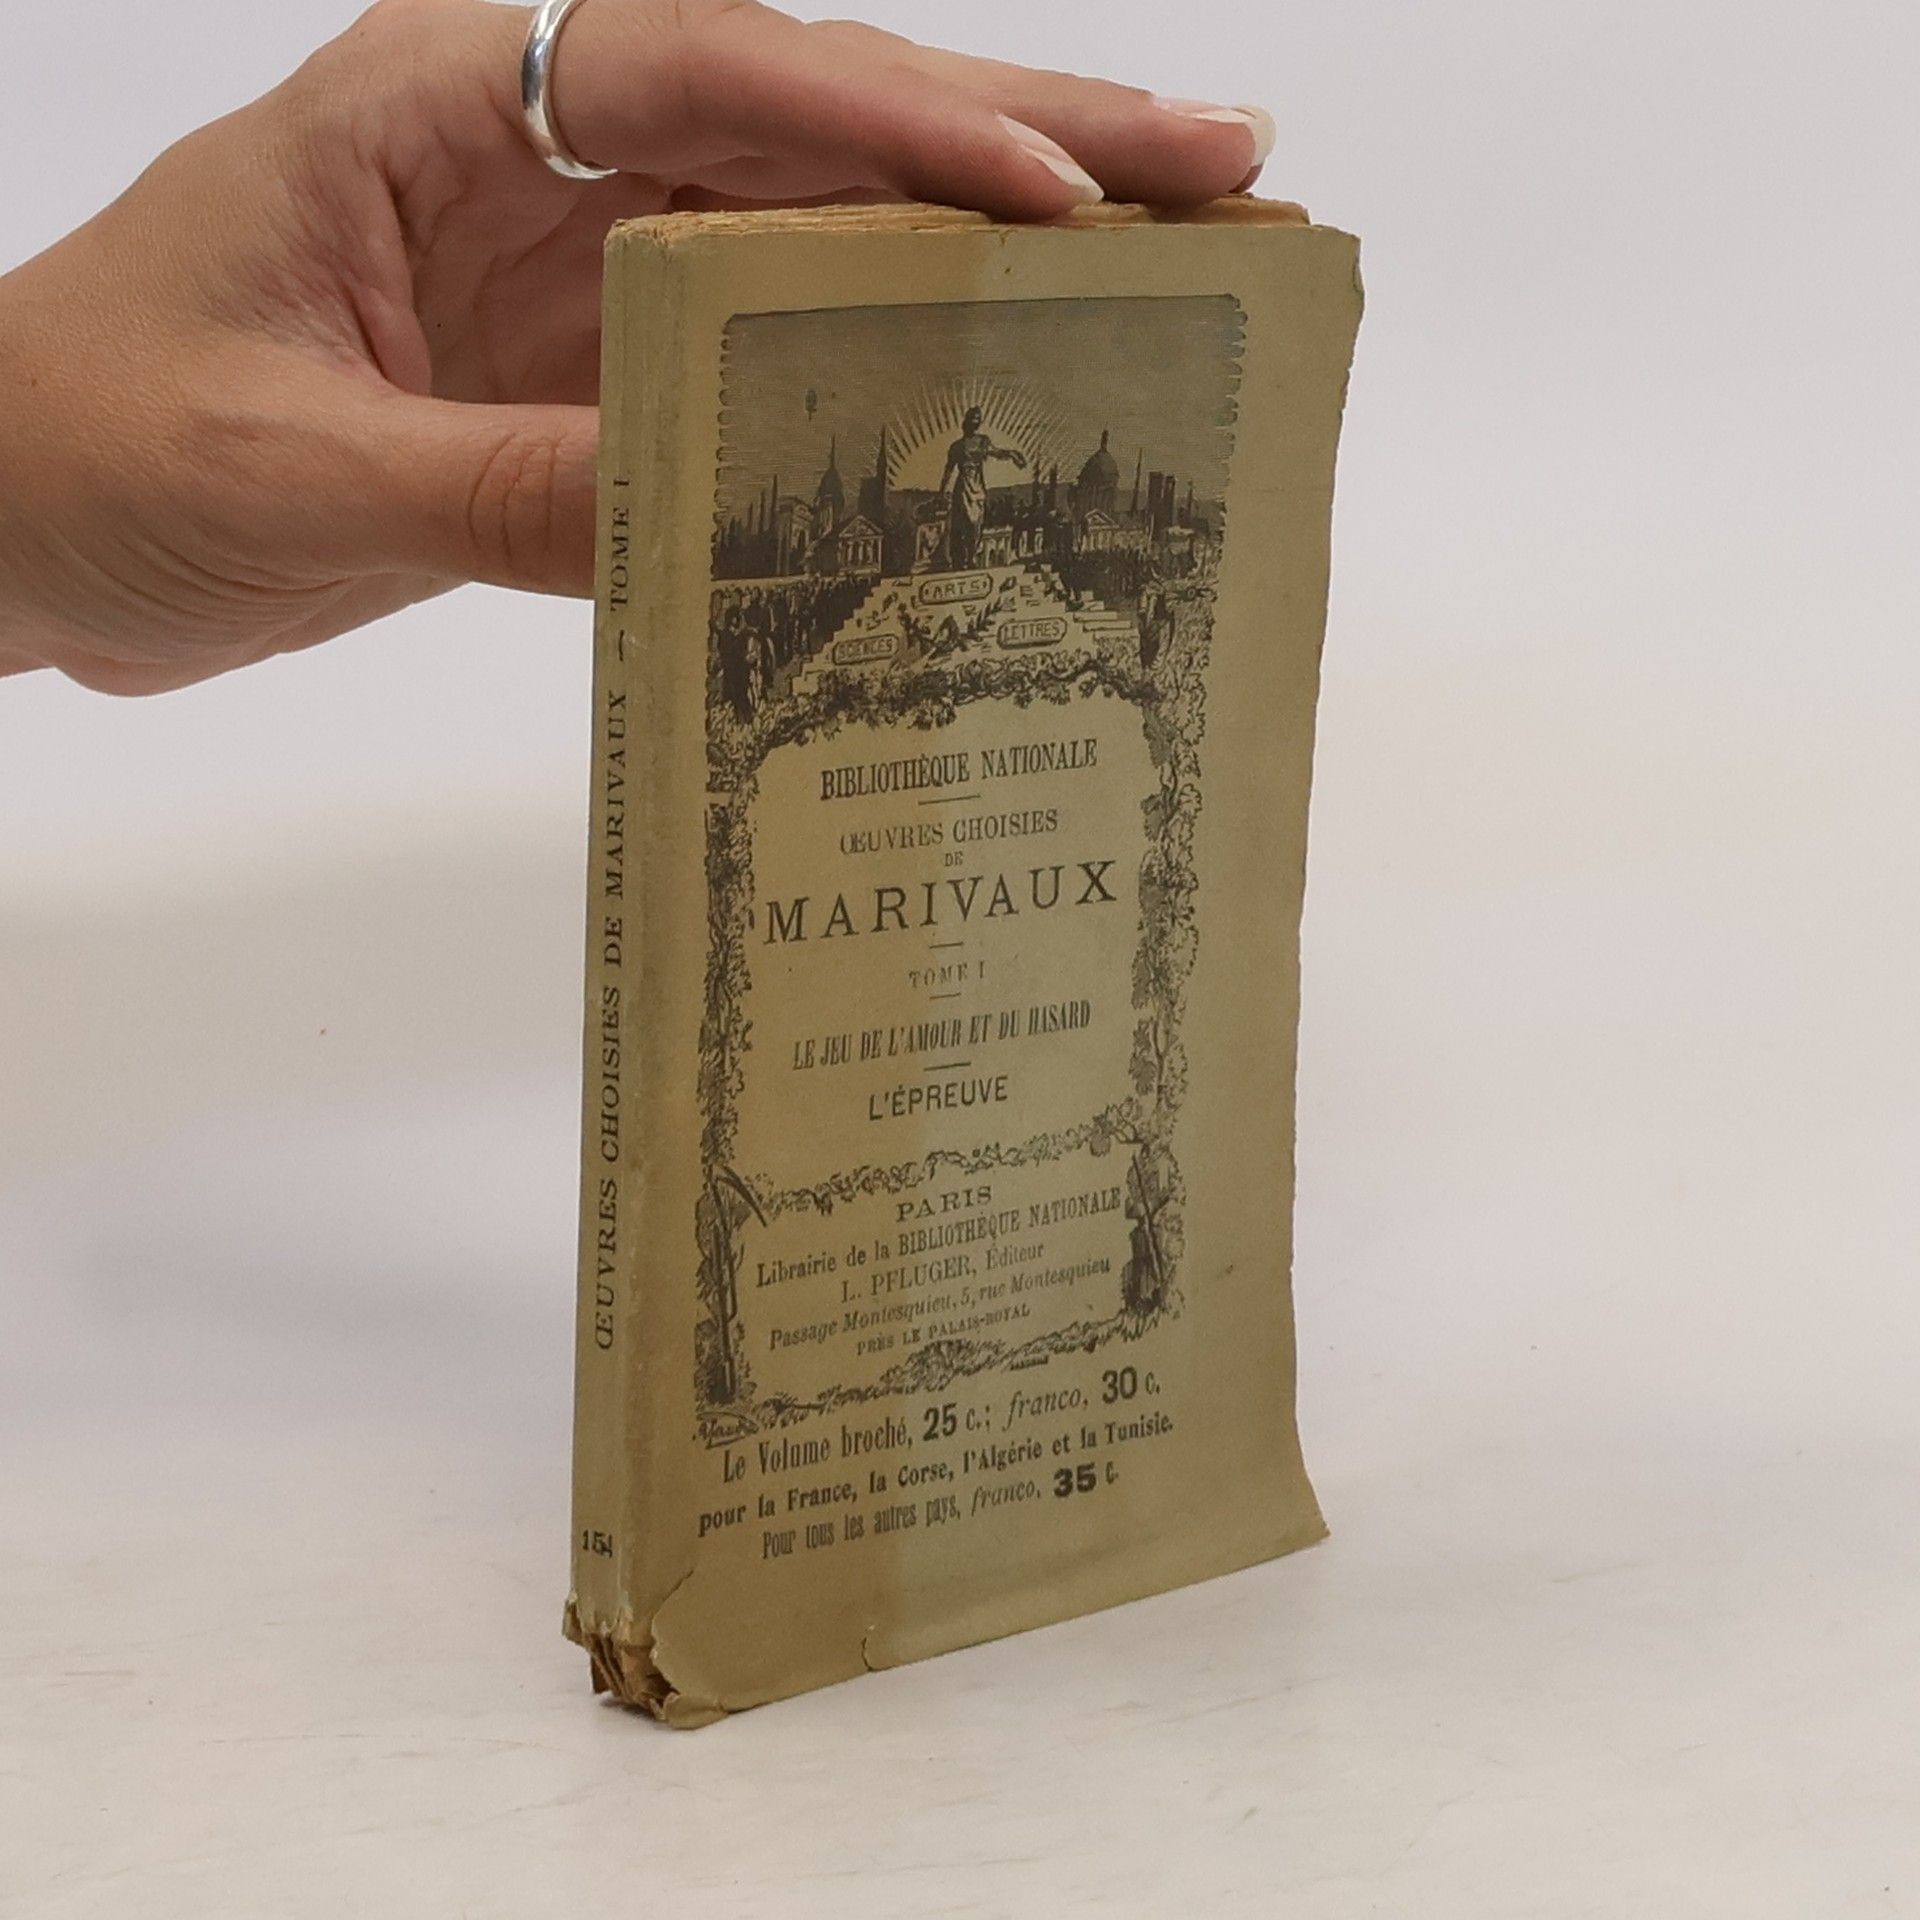 ŒUVRES CHOISIES DE MARIVAUX — TOME I
154
ARTS
SCIENCES
LETTRES
BIBLIOTHÈQUE NATIONALE
ŒUVRES CHOISIES
DE
MARIVAUX
TOME I
LE JEU DE L'AMOUR ET DU HASARD
L'ÉPREUVE
PARIS
Librairie de la BIBLIOTHÈQUE NATIONALE
L. PFLUGER, Éditeur
Passage Montesquieu, 5, rue Montesquieu
PRÈS LE PALAIS-ROYAL
Le Volume broché, 25 c.; franco, 30 c.
pour la France, la Corse, l'Algérie et la Tunisie.
Pour tous les autres pays, franco, 35 c.